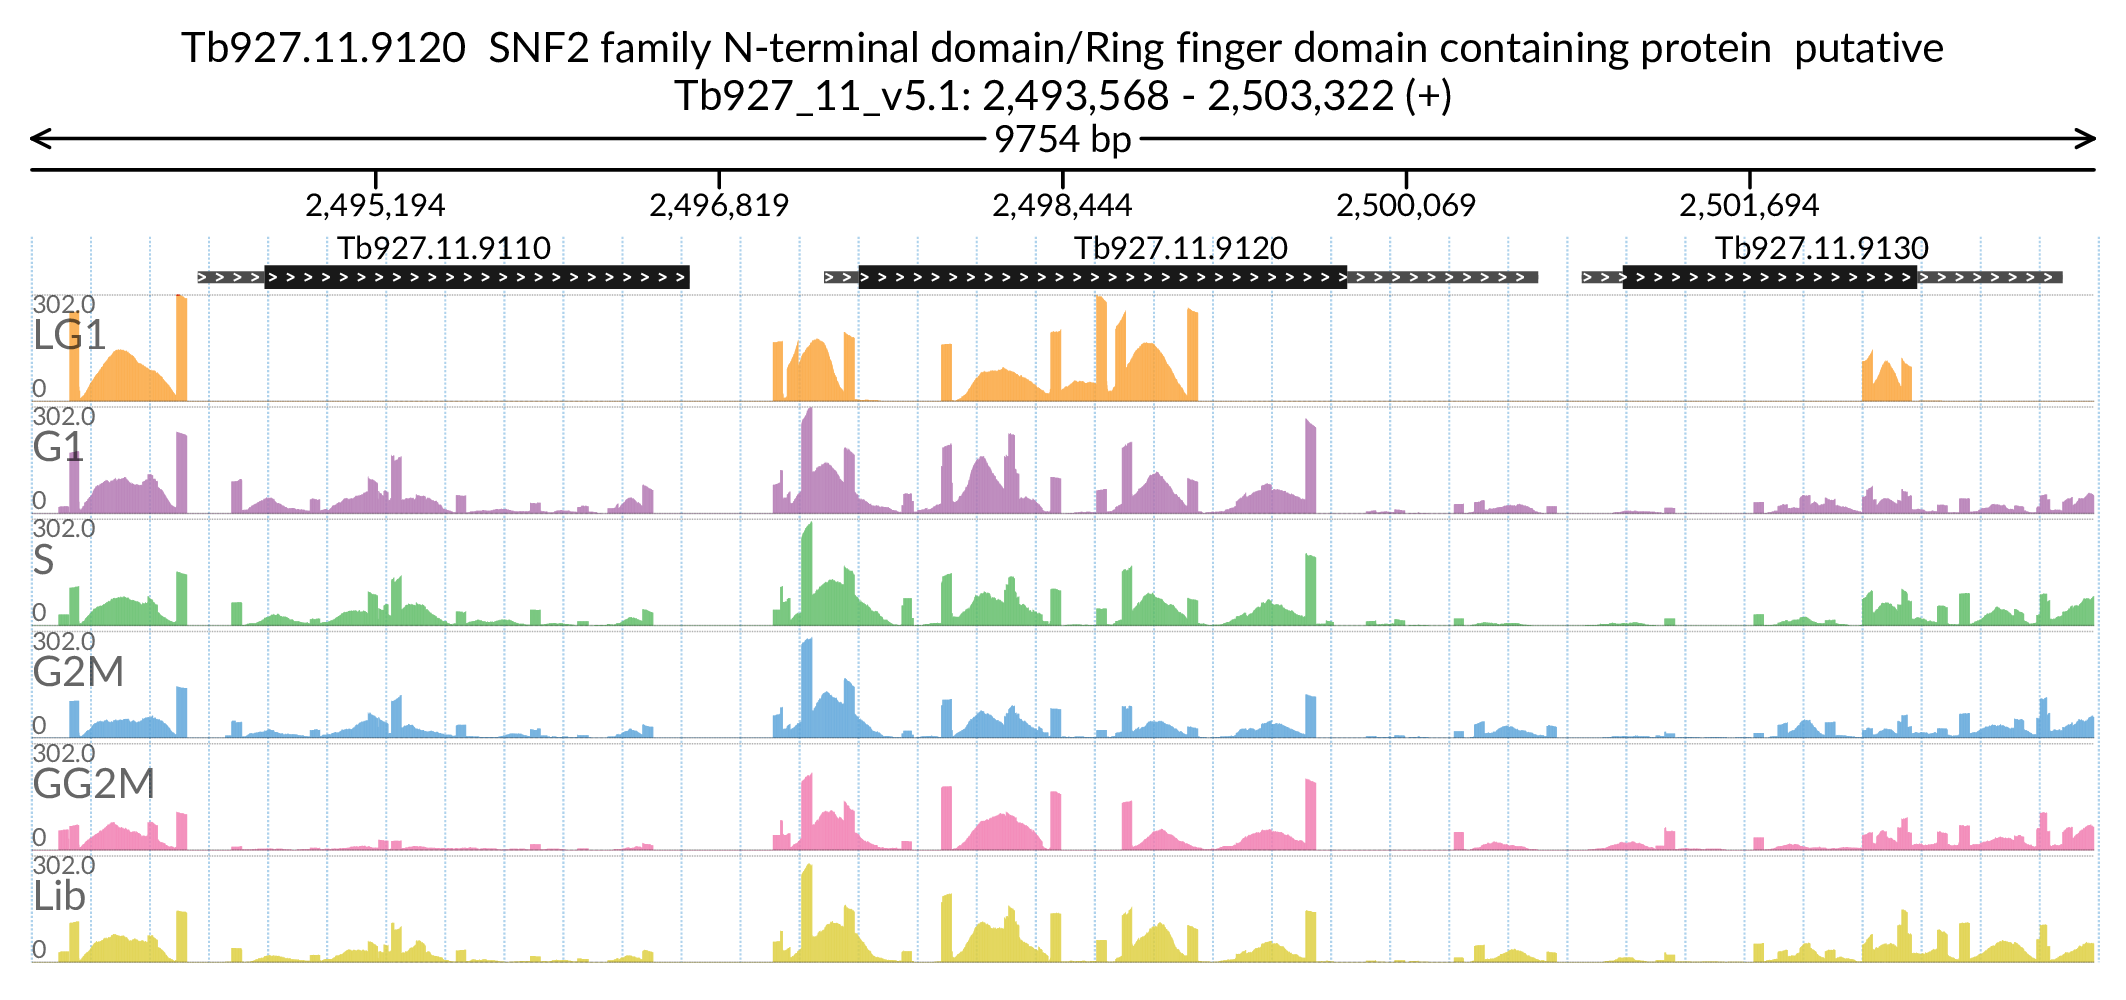 Tb927.11.9120  SNF2 family N-terminal domain/Ring finger domain containing protein  putative
Tb927_11_v5.1: 2,493,568 - 2,503,322 (+)
9754 bp
2,495,194 2,496,819 2,498,444 2,500,069 2,501,694
Tb927.11.9110 Tb927.11.9120 Tb927.11.9130
302.0
LG1
0
302.0
G1
0
302.0
S
0
302.0
G2M
0
302.0
GG2M
0
302.0
Lib
0